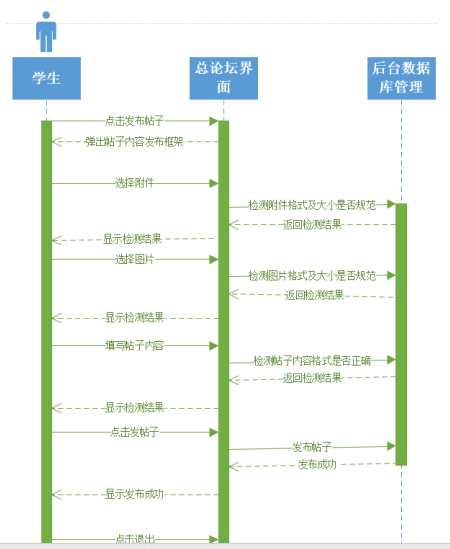 学生
总论坛界
面
后台数据
库管理
点击发布帖子
弹出帖子内容发布框架
选择附件
检测附件格式及大小是否规范
返回检测结果
显示检测结果
选择图片
检测图片格式及大小是否规范
返回检测结果
显示检测结果
填写帖子内容
检测帖子内容格式是否正确
返回检测结果
显示检测结果
点击发帖子
发布帖子
发布成功
显示发布成功
点击退出